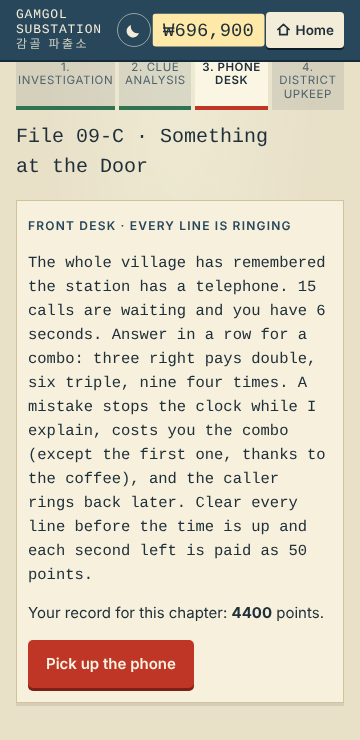 GAMGOL
SUBSTATION
감골 파출소
₩696,900
Home
1.
INVESTIGATION
2. CLUE
ANALYSIS
3. PHONE
DESK
4.
DISTRICT
UPKEEP
File 09-C · Something
at the Door
FRONT DESK · EVERY LINE IS RINGING
The whole village has remembered
the station has a telephone. 15
calls are waiting and you have 6
seconds. Answer in a row for a
combo: three right pays double,
six triple, nine four times. A
mistake stops the clock while I
explain, costs you the combo
(except the first one, thanks to
the coffee), and the caller
rings back later. Clear every
line before the time is up and
each second left is paid as 50
points.
Your record for this chapter: 4400 points.
Pick up the phone